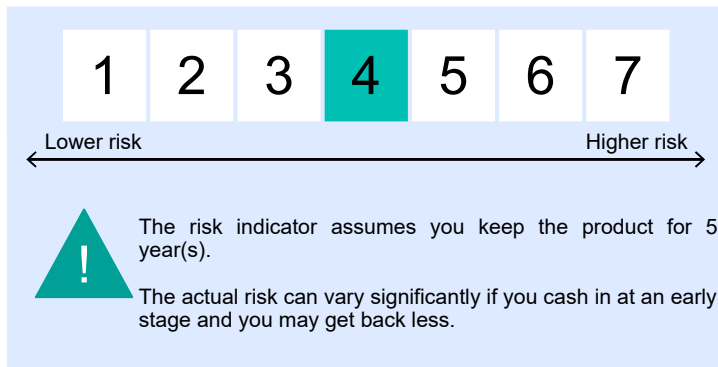 1 2 3 4 5 6 7
Lower risk Higher risk
!
The risk indicator assumes you keep the product for 5
year(s).
The actual risk can vary significantly if you cash in at an early
stage and you may get back less.